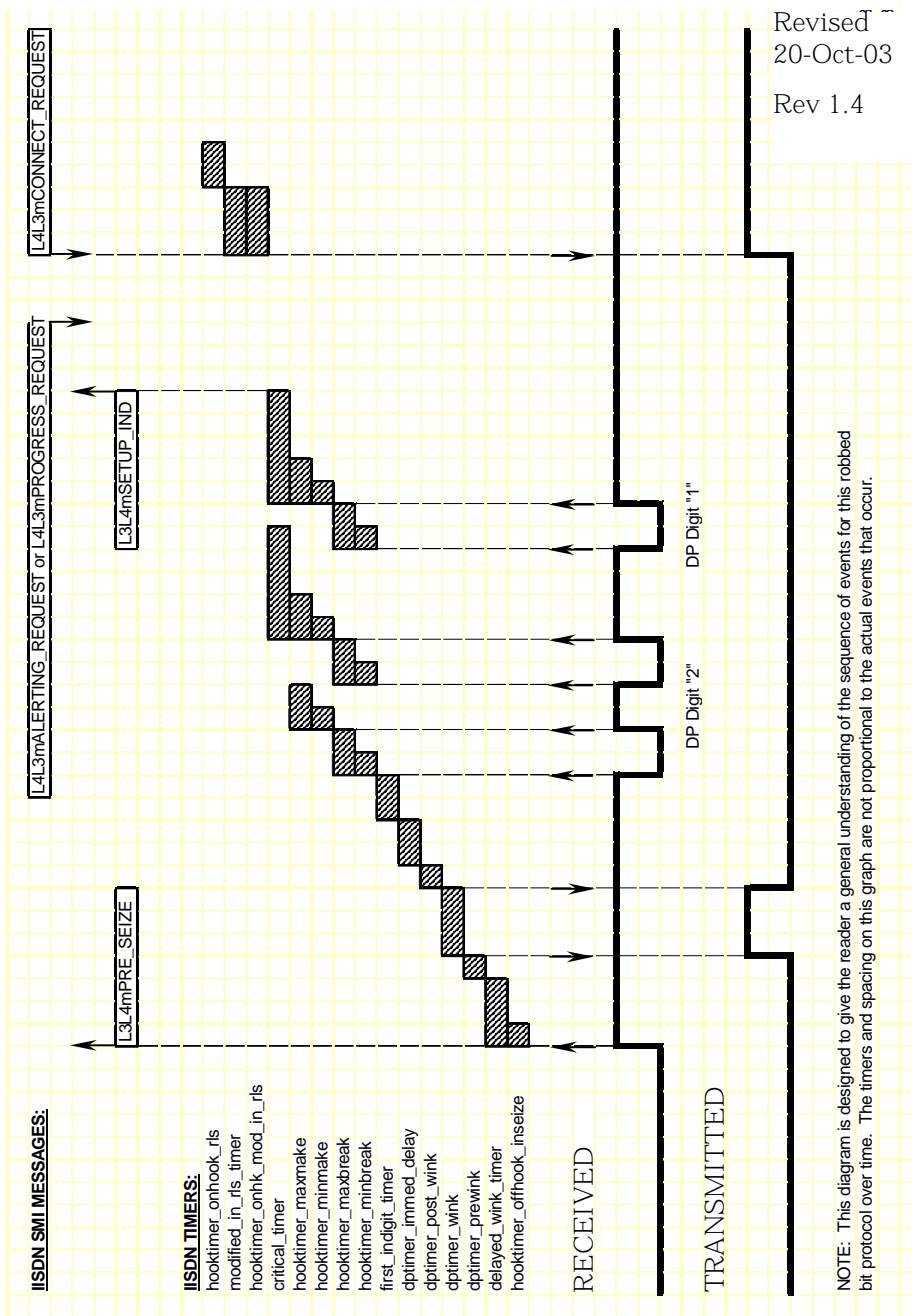 Revised
20-Oct-03
Rev 1.4
IISDN SMI MESSAGES:
L3L4mPRE_SEIZE
L4L3mALERTING_REQUEST or L4L3mPROGRESS_REQUEST
L3L4mSETUP_IND
L4L3mCONNECT_REQUEST
IISDN TIMERS:
hooktimer_onhook_rls
modified_in_rls_timer
hooktimer_onhk_mod_in_rls
critical_timer
hooktimer_maxmake
hooktimer_minmake
hooktimer_maxbreak
hooktimer_minbreak
first_indigit_timer
dptimer_immed_delay
dptimer_post_wink
dptimer_wink
dptimer_prewink
delayed_wink_timer
hooktimer_offhook_inseize
RECEIVED
DP Digit "2"
DP Digit "1"
TRANSMITTED
NOTE: This diagram is designed to give the reader a general understanding of the sequence of events for this robbed
bit protocol over time. The timers and spacing on this graph are not proportional to the actual events that occur.